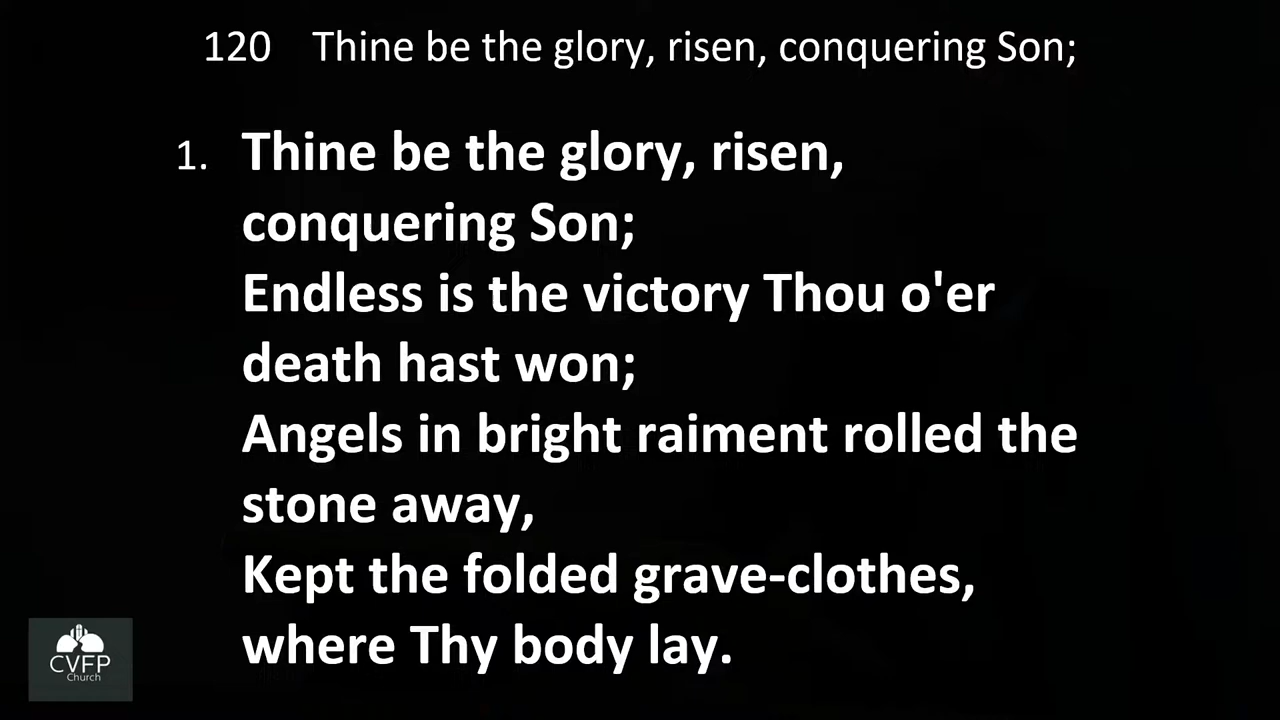 120 Thine be the glory, risen, conquering Son;
1. Thine be the glory, risen,
conquering Son;
Endless is the victory Thou o'er
death hast won;
Angels in bright raiment rolled the
stone away,
Kept the folded grave-clothes,
where Thy body lay.
CVFP
Church